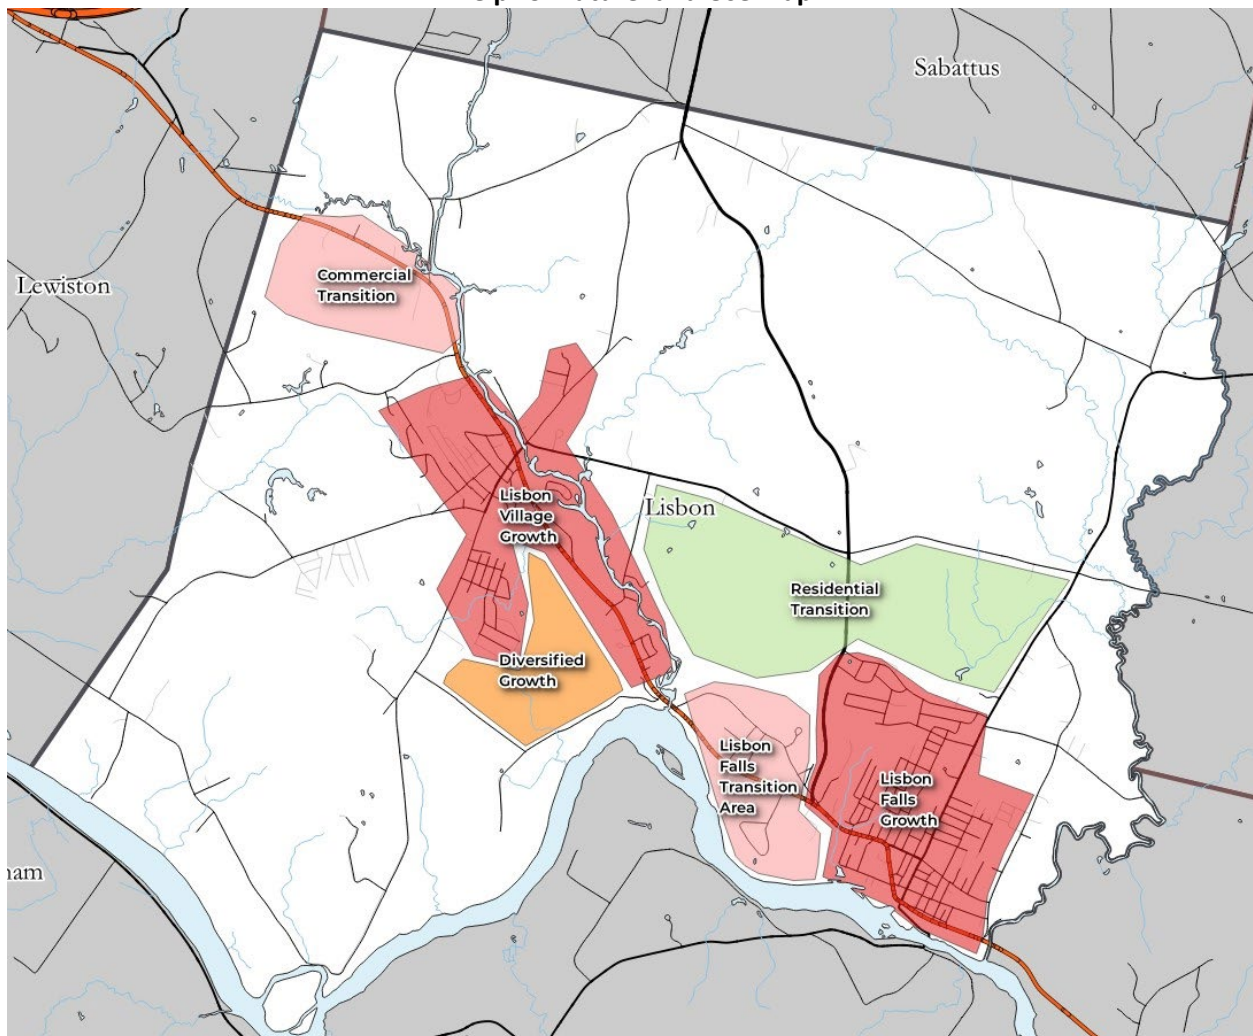 Sabattus
Lewiston
Commercial
Transition
Lisbon
Village
Growth
Lisbon
Residential
Transition
Diversified
Growth
Lisbon
Falls
Transition
Area
Lisbon
Falls
Growth